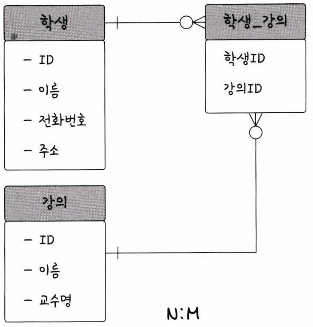 학생
- ID
- 이름
- 전화번호
- 주소
학생_강의
학생ID
강의ID
강의
- ID
- 이름
- 교수명
N:M